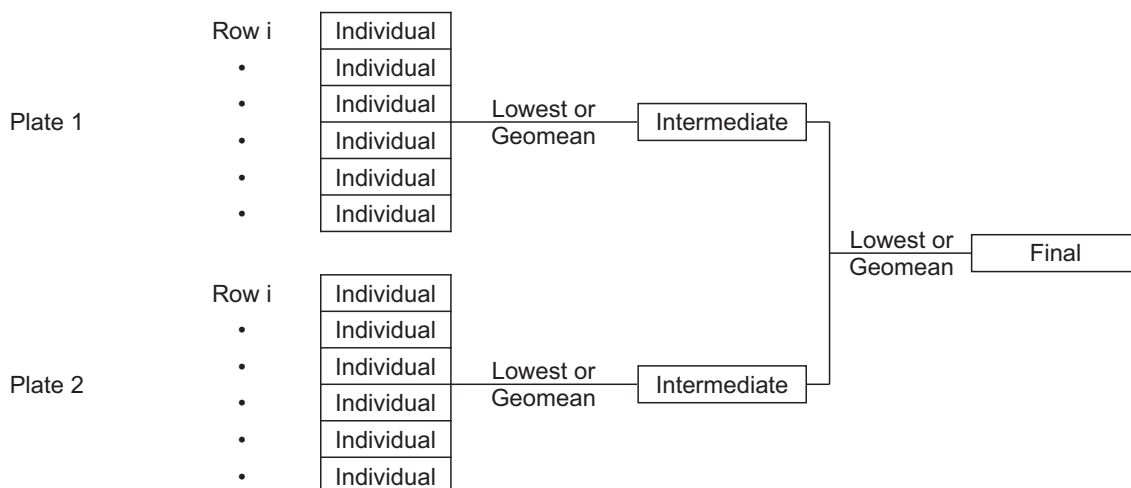 Plate 1
Row i
•
•
•
•
•
Individual
Individual
Individual
Individual
Individual
Individual
Lowest or
Geomean
Intermediate
Plate 2
Row i
•
•
•
•
•
Individual
Individual
Individual
Individual
Individual
Individual
Lowest or
Geomean
Intermediate
Lowest or
Geomean
Final